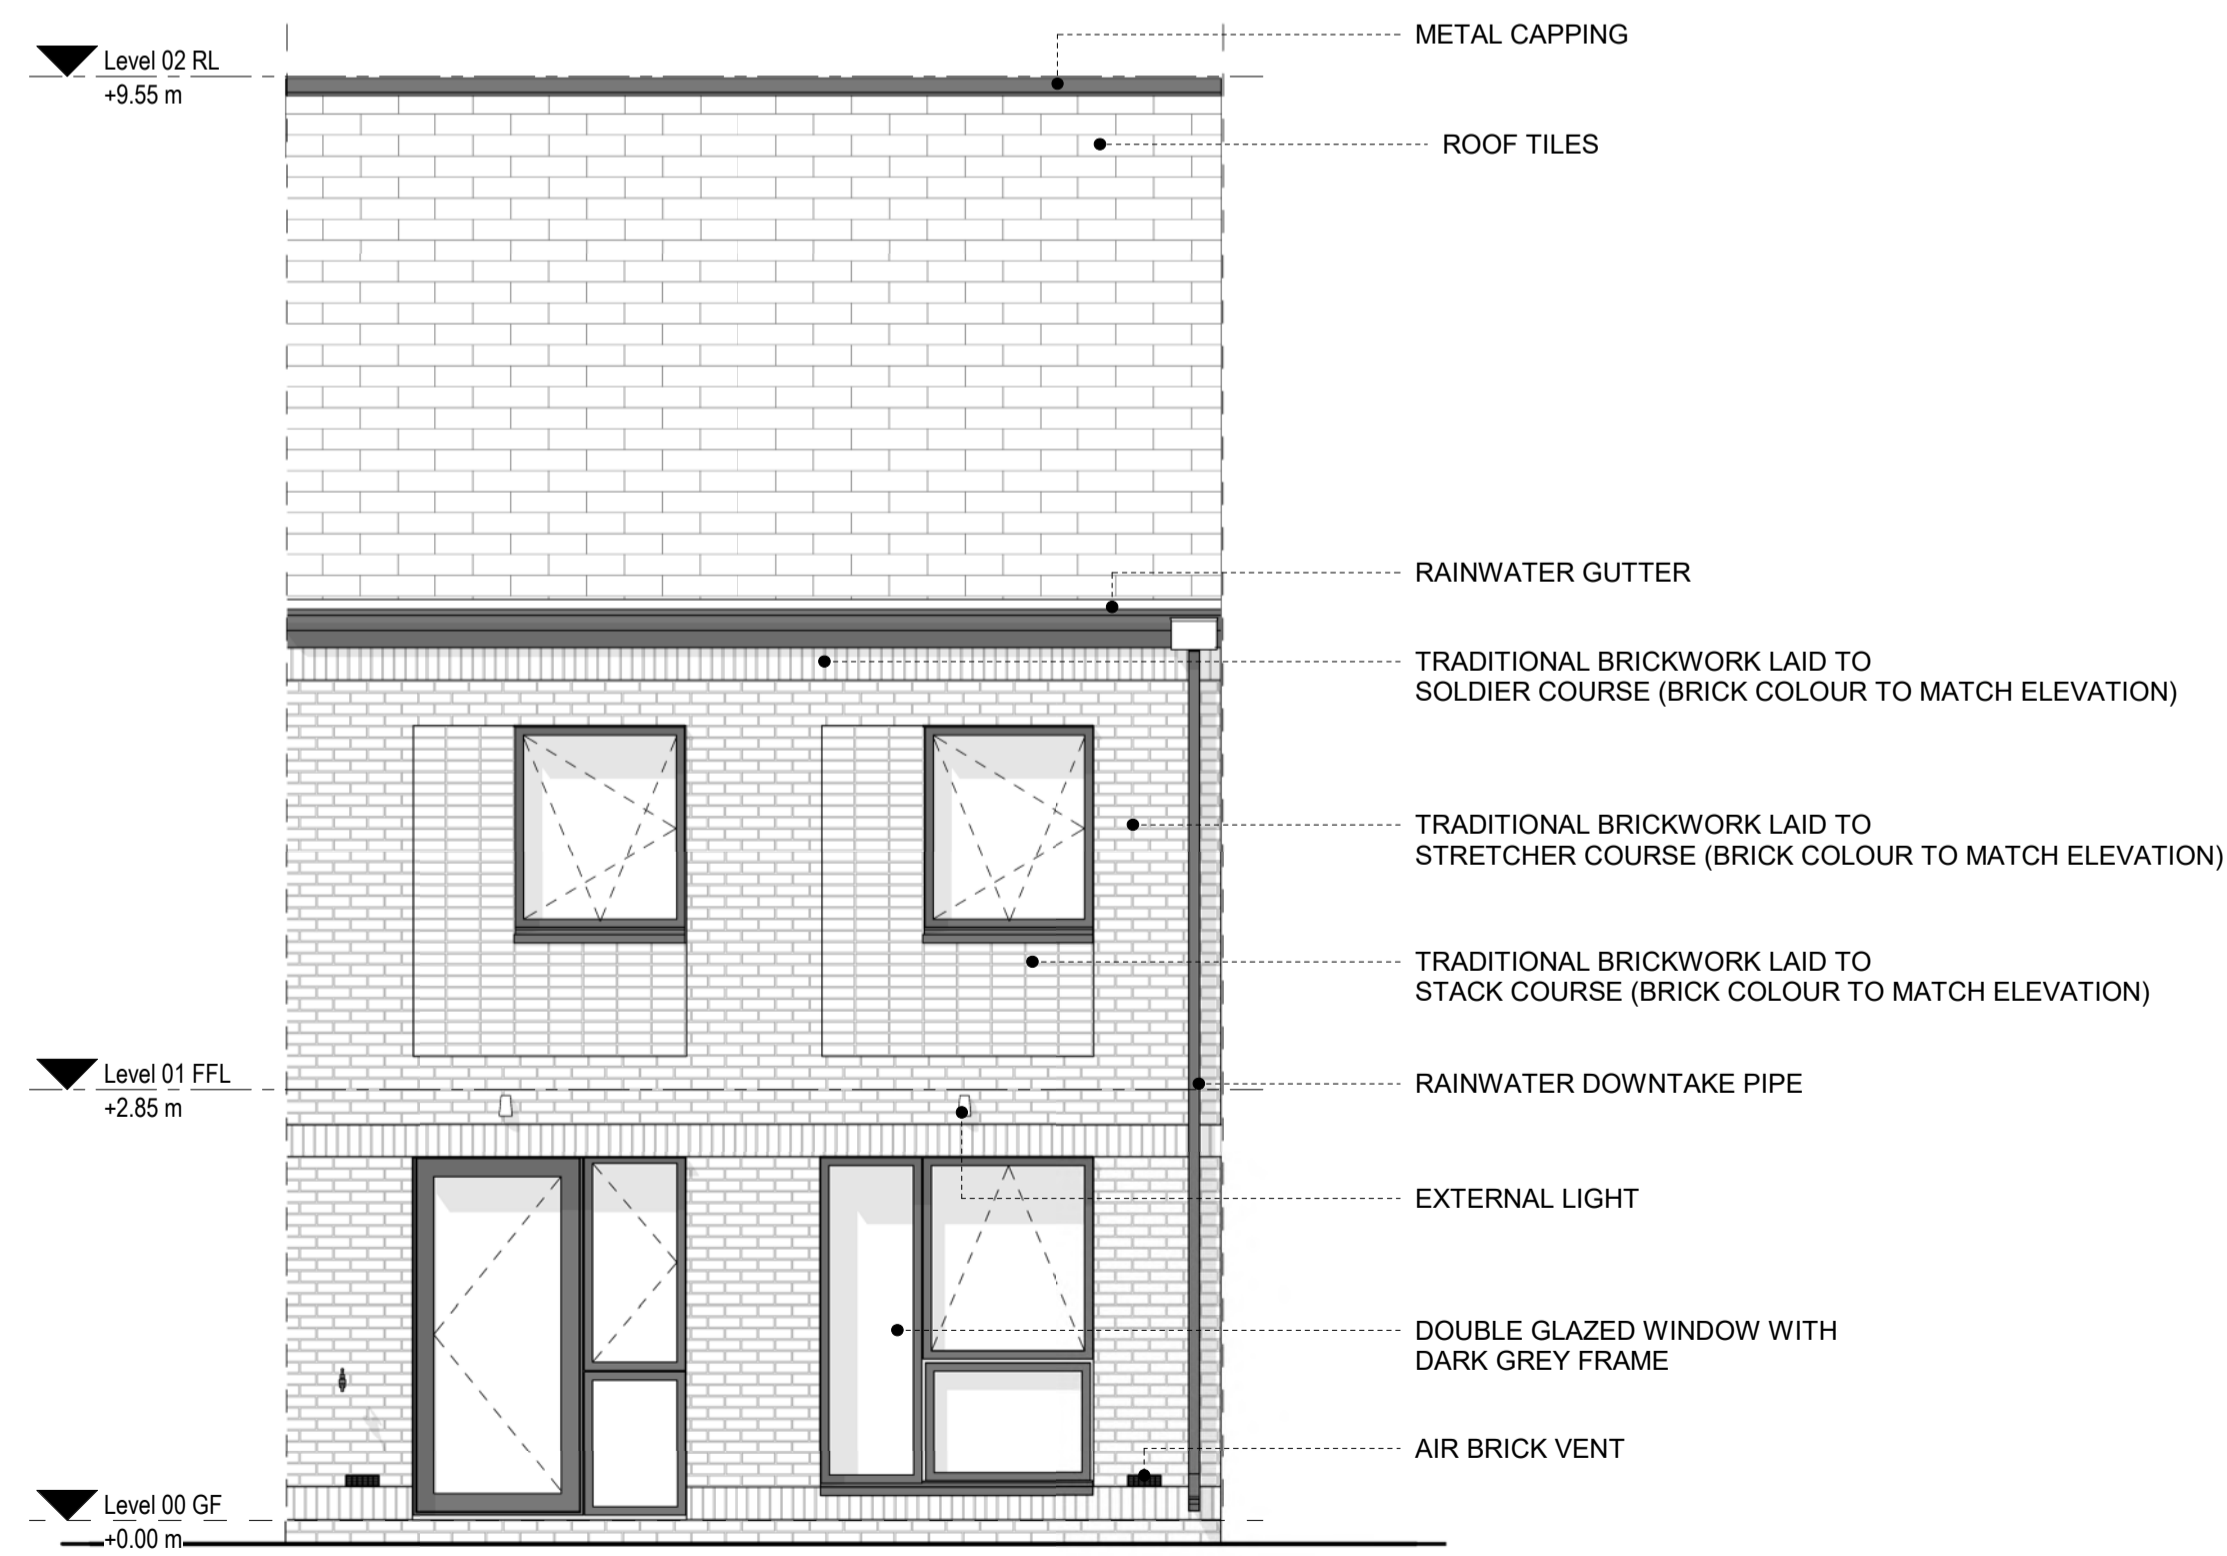 METAL CAPPING
Level 02 RL
+9.55 m
ROOF TILES
RAINWATER GUTTER
TRADITIONAL BRICKWORK LAID TO
SOLDIER COURSE (BRICK COLOUR TO MATCH ELEVATION)
TRADITIONAL BRICKWORK LAID TO
STRETCHER COURSE (BRICK COLOUR TO MATCH ELEVATION)
TRADITIONAL BRICKWORK LAID TO
STACK COURSE (BRICK COLOUR TO MATCH ELEVATION)
Level 01 FFL
+2.85 m
RAINWATER DOWNTAKE PIPE
EXTERNAL LIGHT
DOUBLE GLAZED WINDOW WITH
DARK GREY FRAME
AIR BRICK VENT
Level 00 GF
+0.00 m